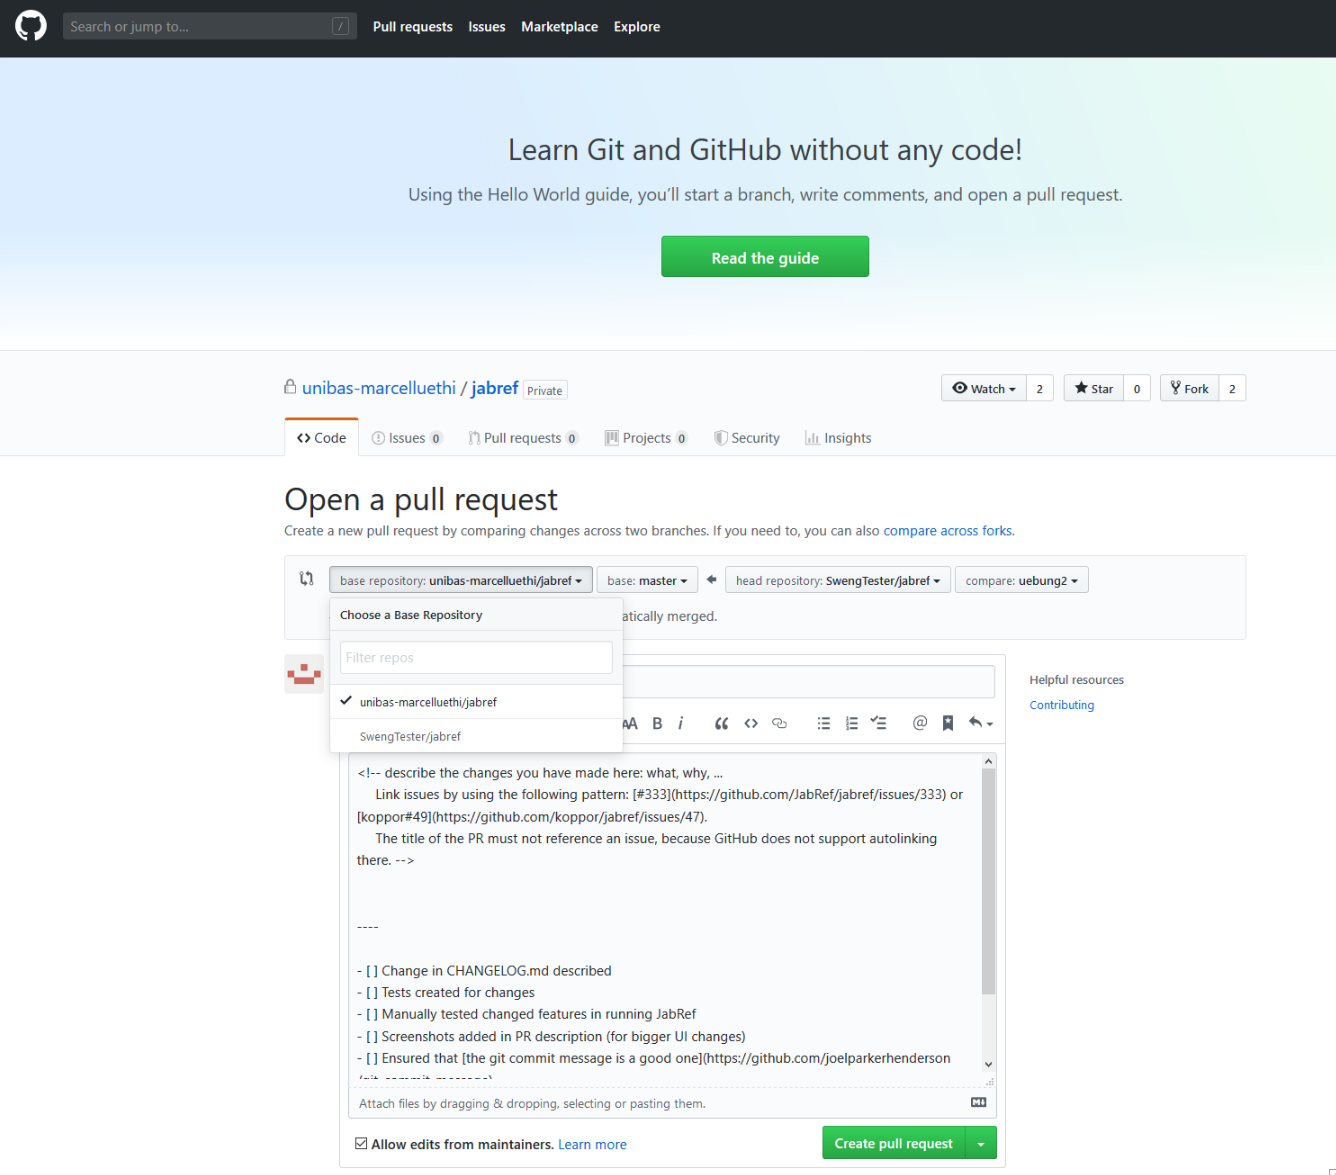 Search or jump to... /
Pull requests Issues Marketplace Explore
Learn Git and GitHub without any code!
Using the Hello World guide, you’ll start a branch, write comments, and open a pull request.
Read the guide
unibas-marcelluethi / jabref Private
Watch 2 Star 0 Fork 2
Code Issues 0 Pull requests 0 Projects 0 Security Insights
Open a pull request
Create a new pull request by comparing changes across two branches. If you need to, you can also compare across forks.
base repository: unibas-marcelluethi/jabref base: master head repository: SwengTester/jabref compare: uebung2
Choose a Base Repository
atically merged.
Filter repos
unibas-marcelluethi/jabref
SwengTester/jabref
Helpful resources
Contributing
AA B i
<!-- describe the changes you have made here: what, why, ...
Link issues by using the following pattern: [#333](https://github.com/JabRef/jabref/issues/333) or
[koppor#49](https://github.com/koppor/jabref/issues/47).
The title of the PR must not reference an issue, because GitHub does not support autolinking
there. -->
----
- [ ] Change in CHANGELOG.md described
- [ ] Tests created for changes
- [ ] Manually tested changed features in running JabRef
- [ ] Screenshots added in PR description (for bigger UI changes)
- [ ] Ensured that [the git commit message is a good one](https://github.com/joelparkerhenderson
/git_commit_message)
Attach files by dragging & dropping, selecting or pasting them.
Allow edits from maintainers. Learn more
Create pull request